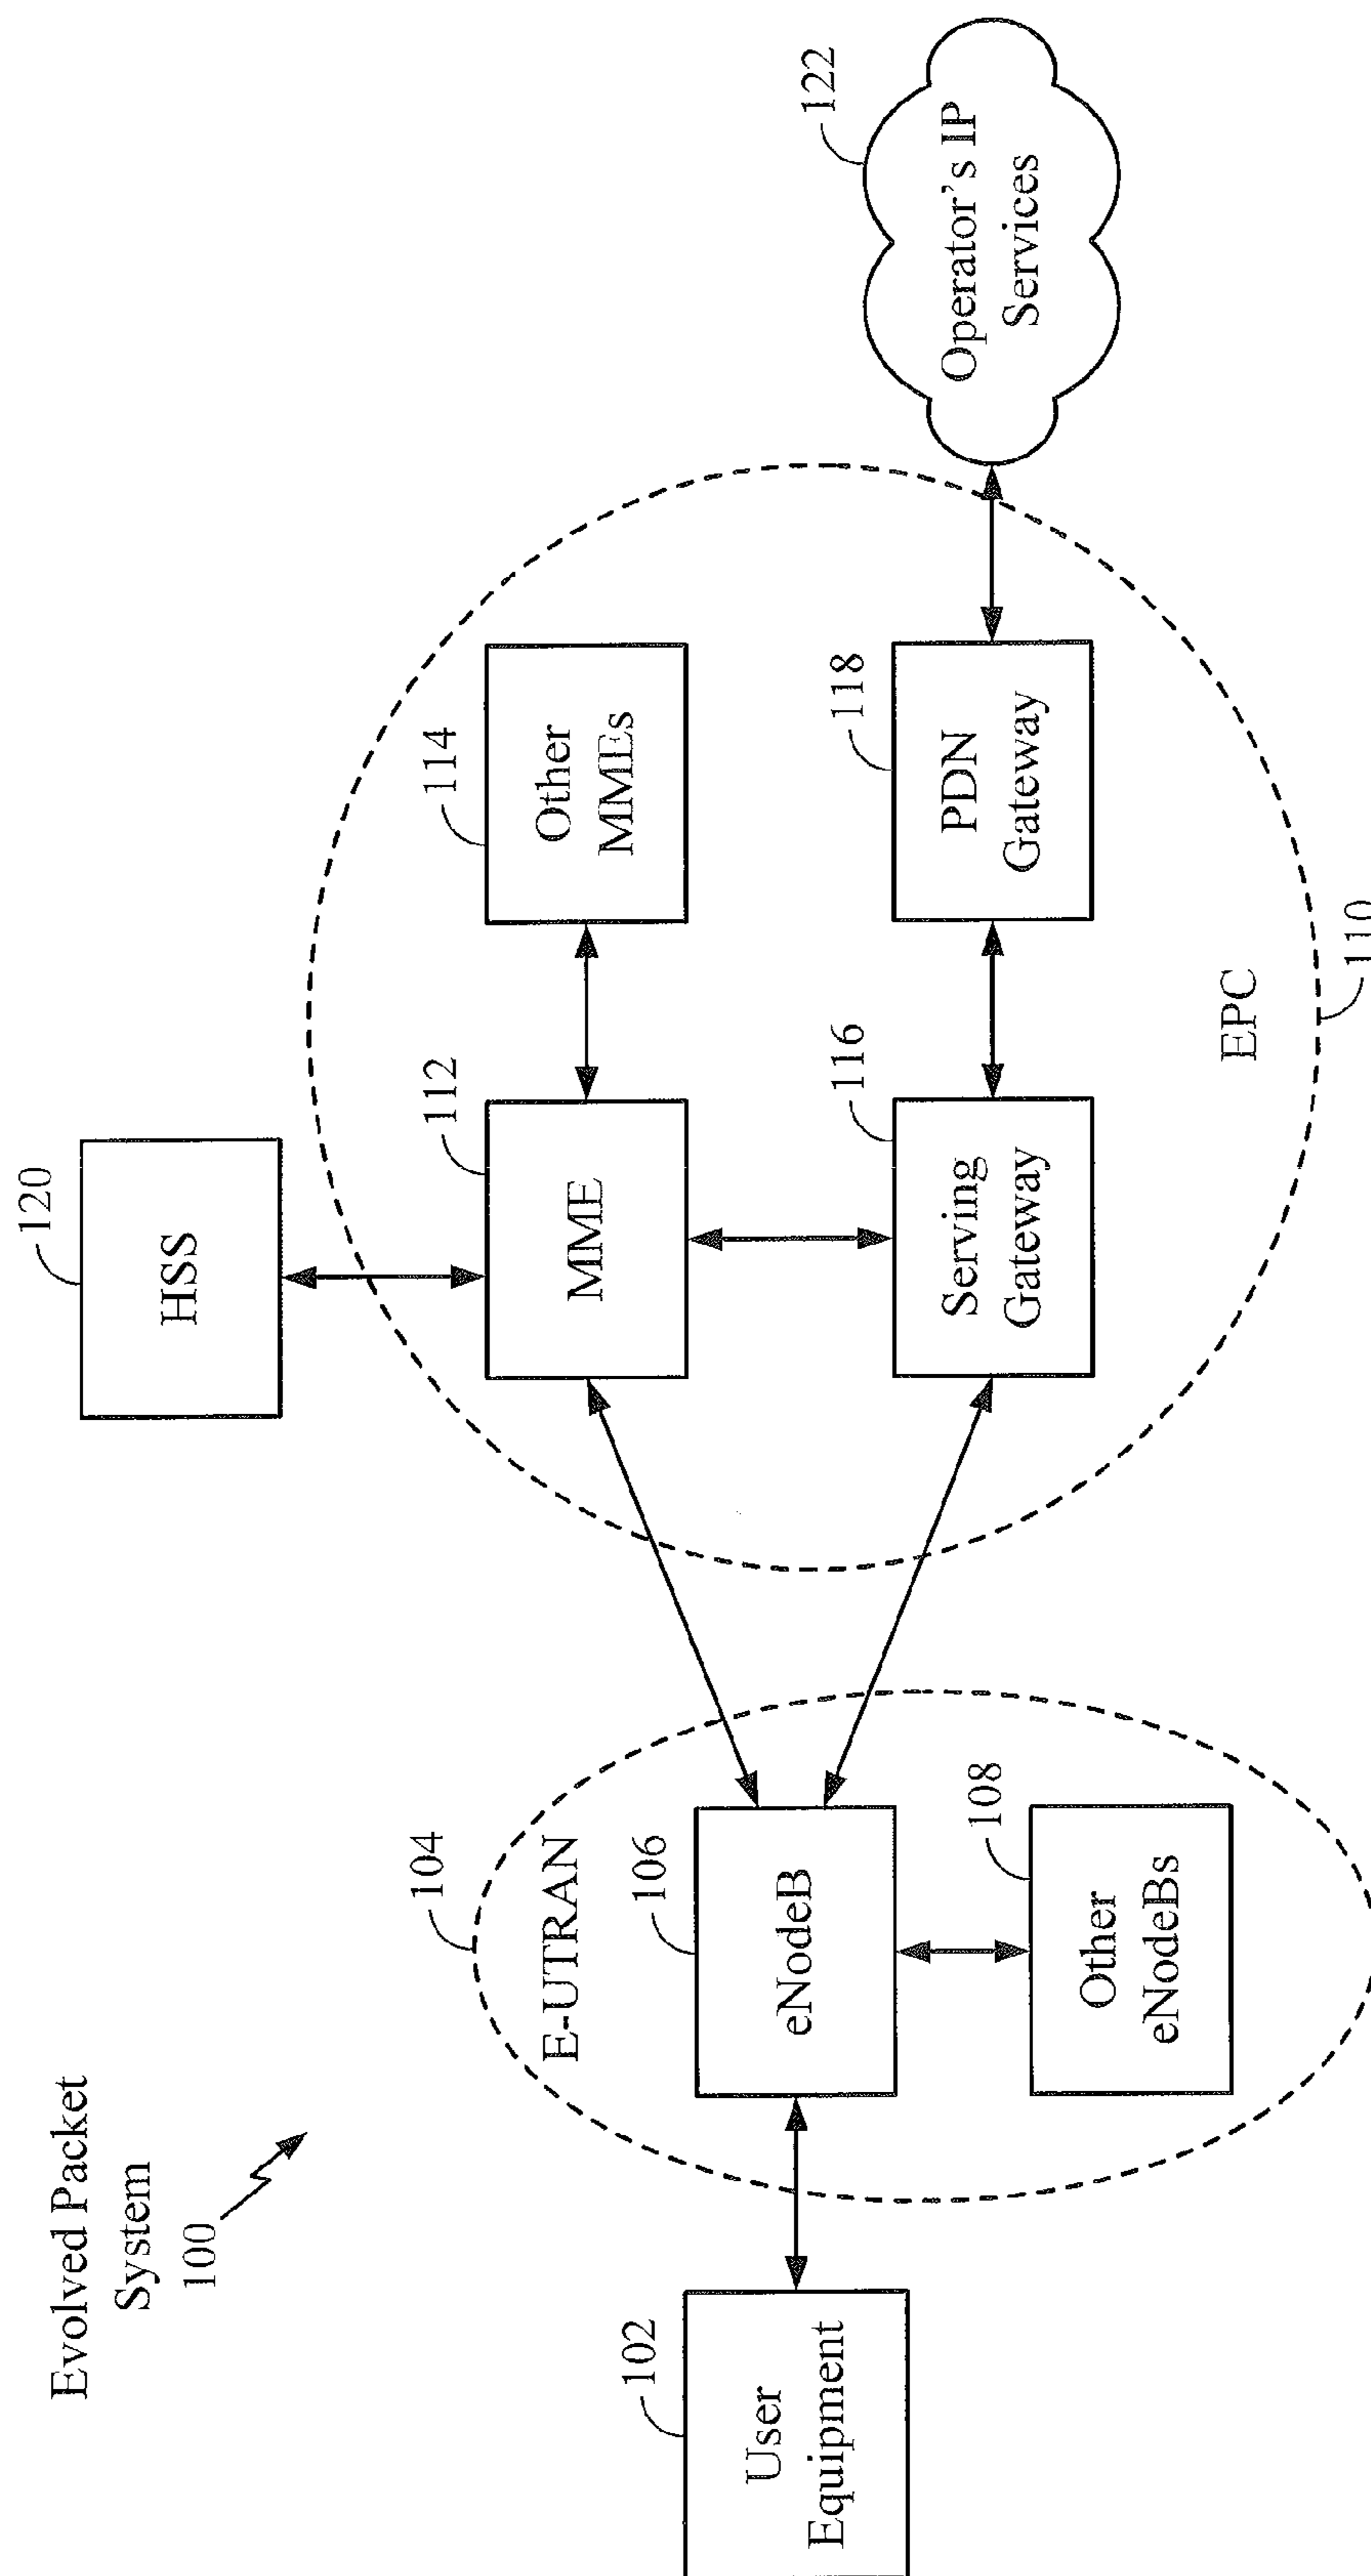 Evolved Packet
System
100
102
User
Equipment
104
E-UTRAN
106
eNodeB
108
Other
eNodeBs
120
HSS
112
MME
114
Other
MMEs
116
Serving
Gateway
118
PDN
Gateway
EPC
110
122
Operator's IP
Services